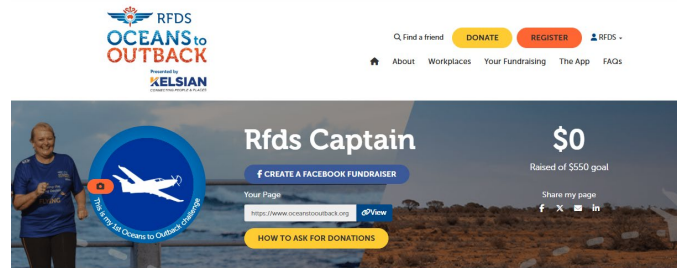 RFDS
OCEANS to
OUTBACK
Presented by
KELSIAN
CONNECTING PEOPLE & PLACES
Find a friend
DONATE
REGISTER
RFDS
About
Workplaces
Your Fundraising
The App
FAQs
This is my 1st Oceans to Outback challenge
Rfds Captain
f CREATE A FACEBOOK FUNDRAISER
Your Page
https://www.oceanstooutback.org
View
HOW TO ASK FOR DONATIONS
$0
Raised of $550 goal
Share my page